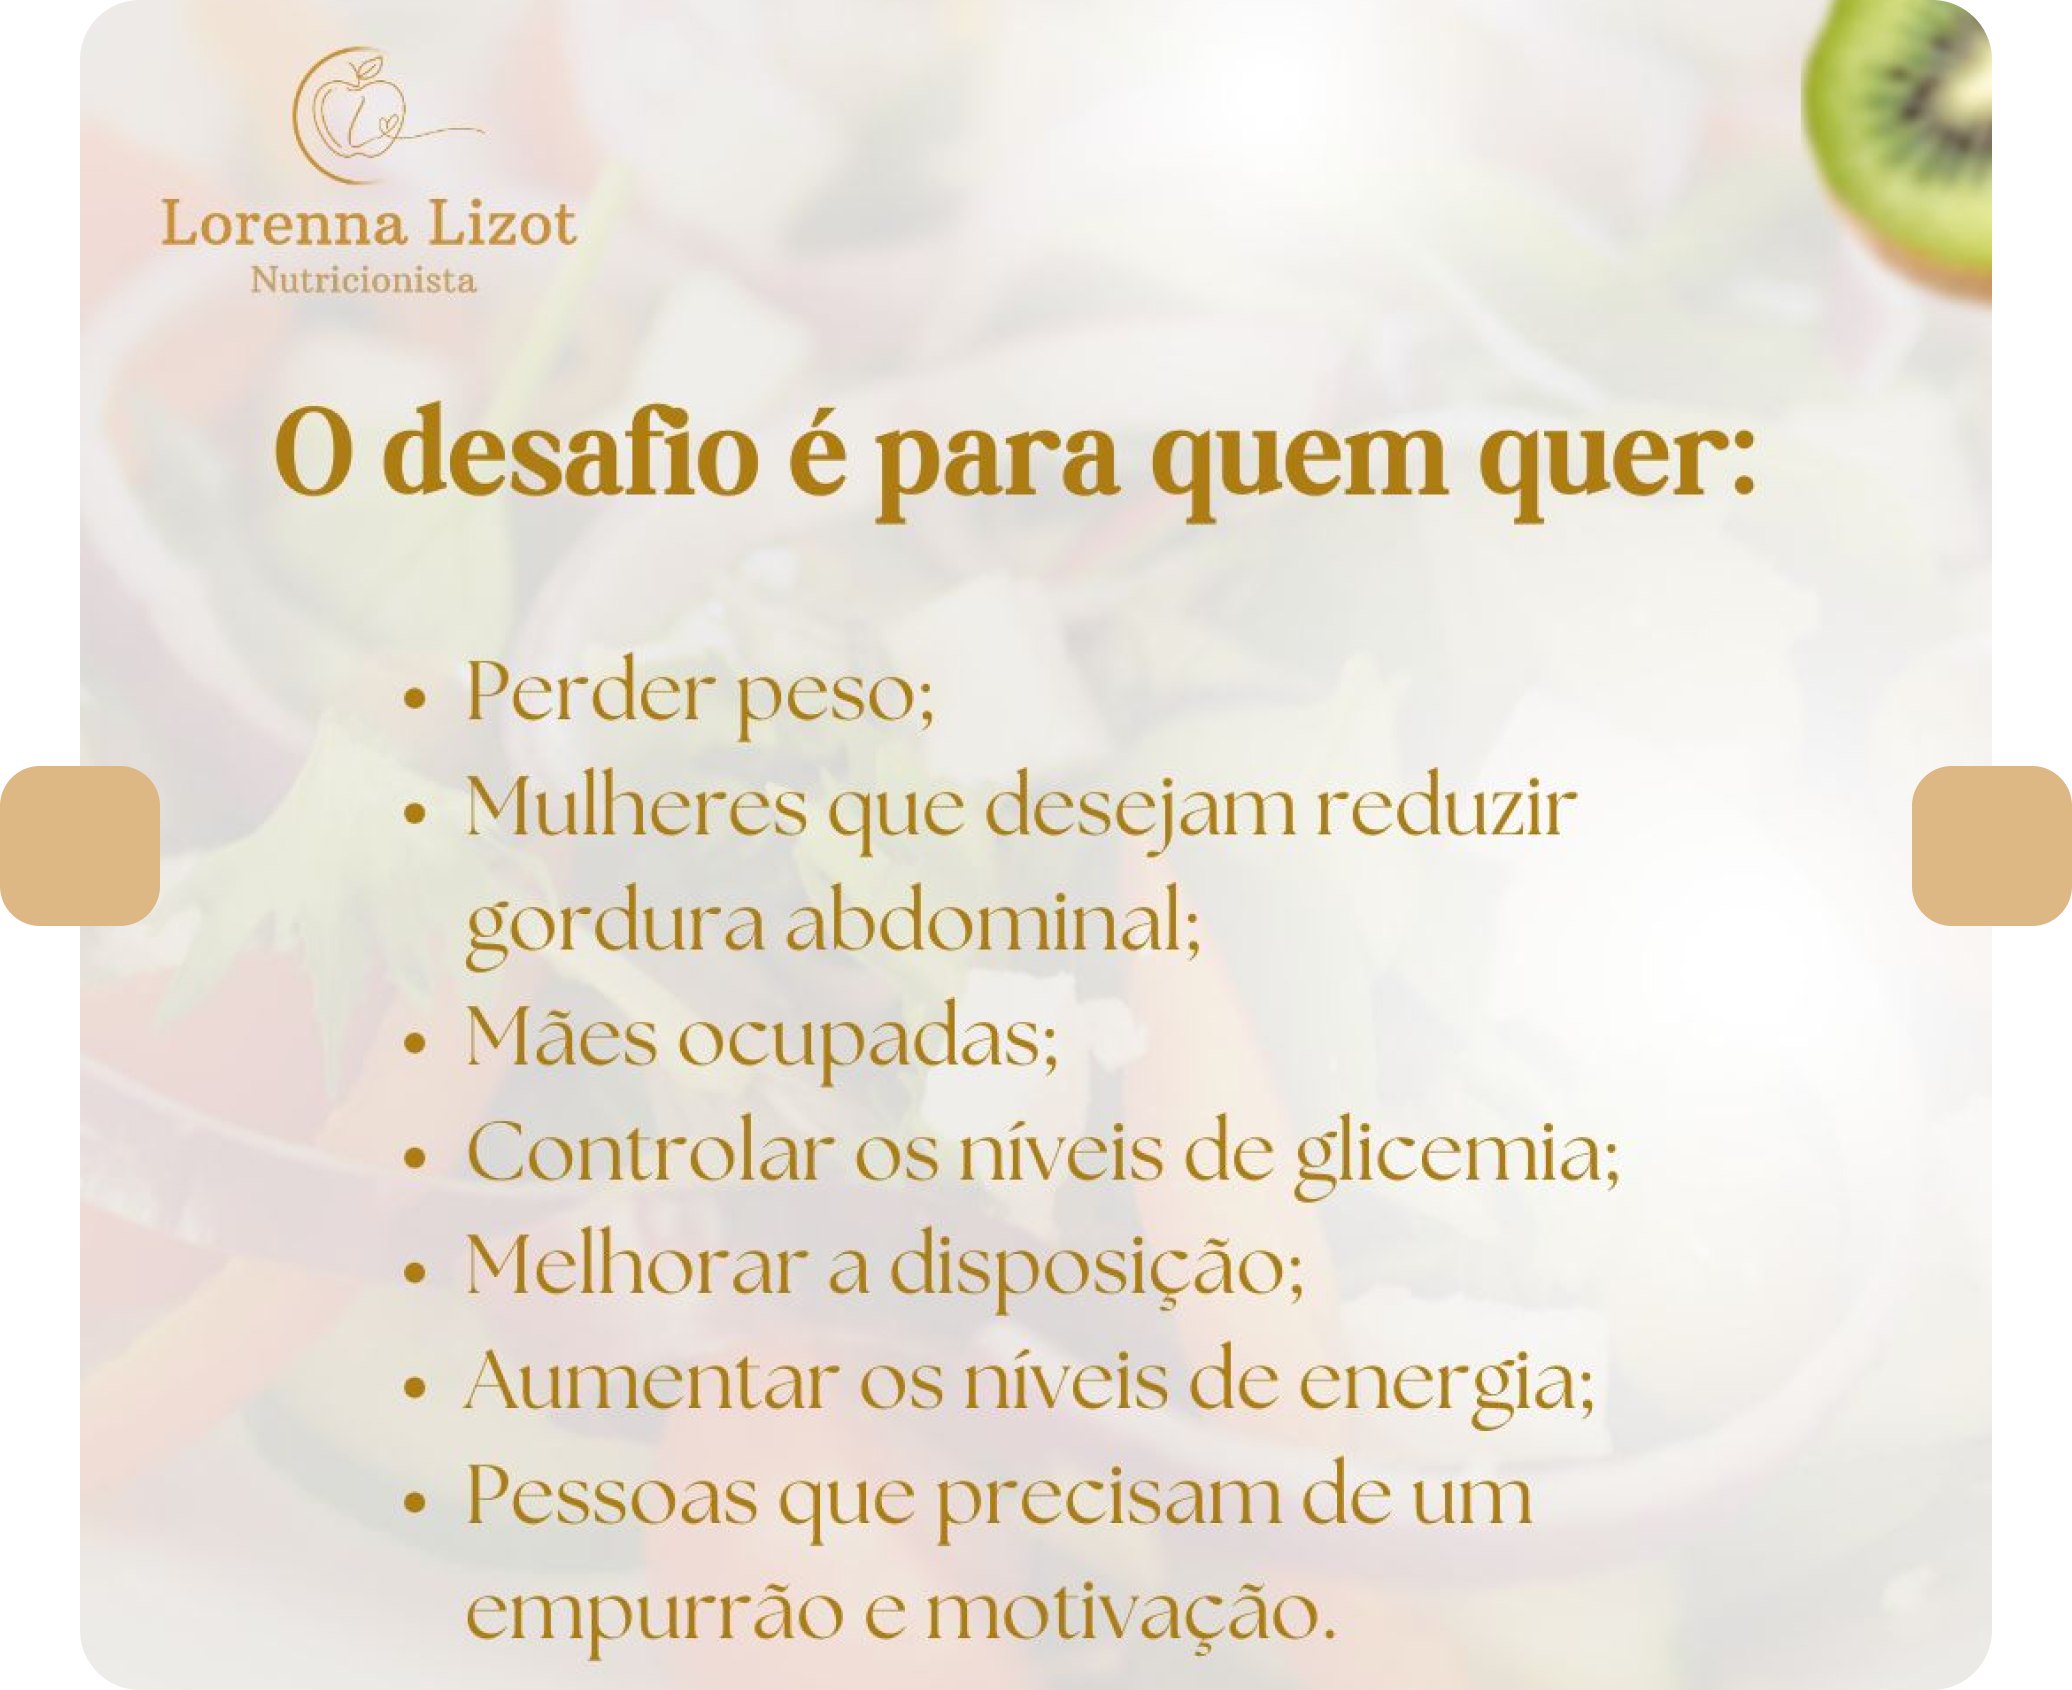 Lorenna Lizot
Nutricionista
O desafio é para quem quer:
• Perder peso;
• Mulheres que desejam reduzir
gordura abdominal;
• Mães ocupadas;
• Controlar os níveis de glicemia;
• Melhorar a disposição;
• Aumentar os níveis de energia;
• Pessoas que precisam de um
empurrão e motivação.